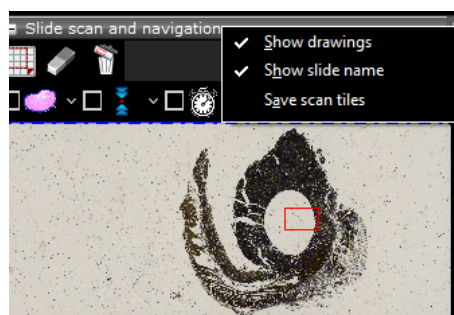 Slide scan and navigation
Show drawings
Show slide name
Save scan tiles